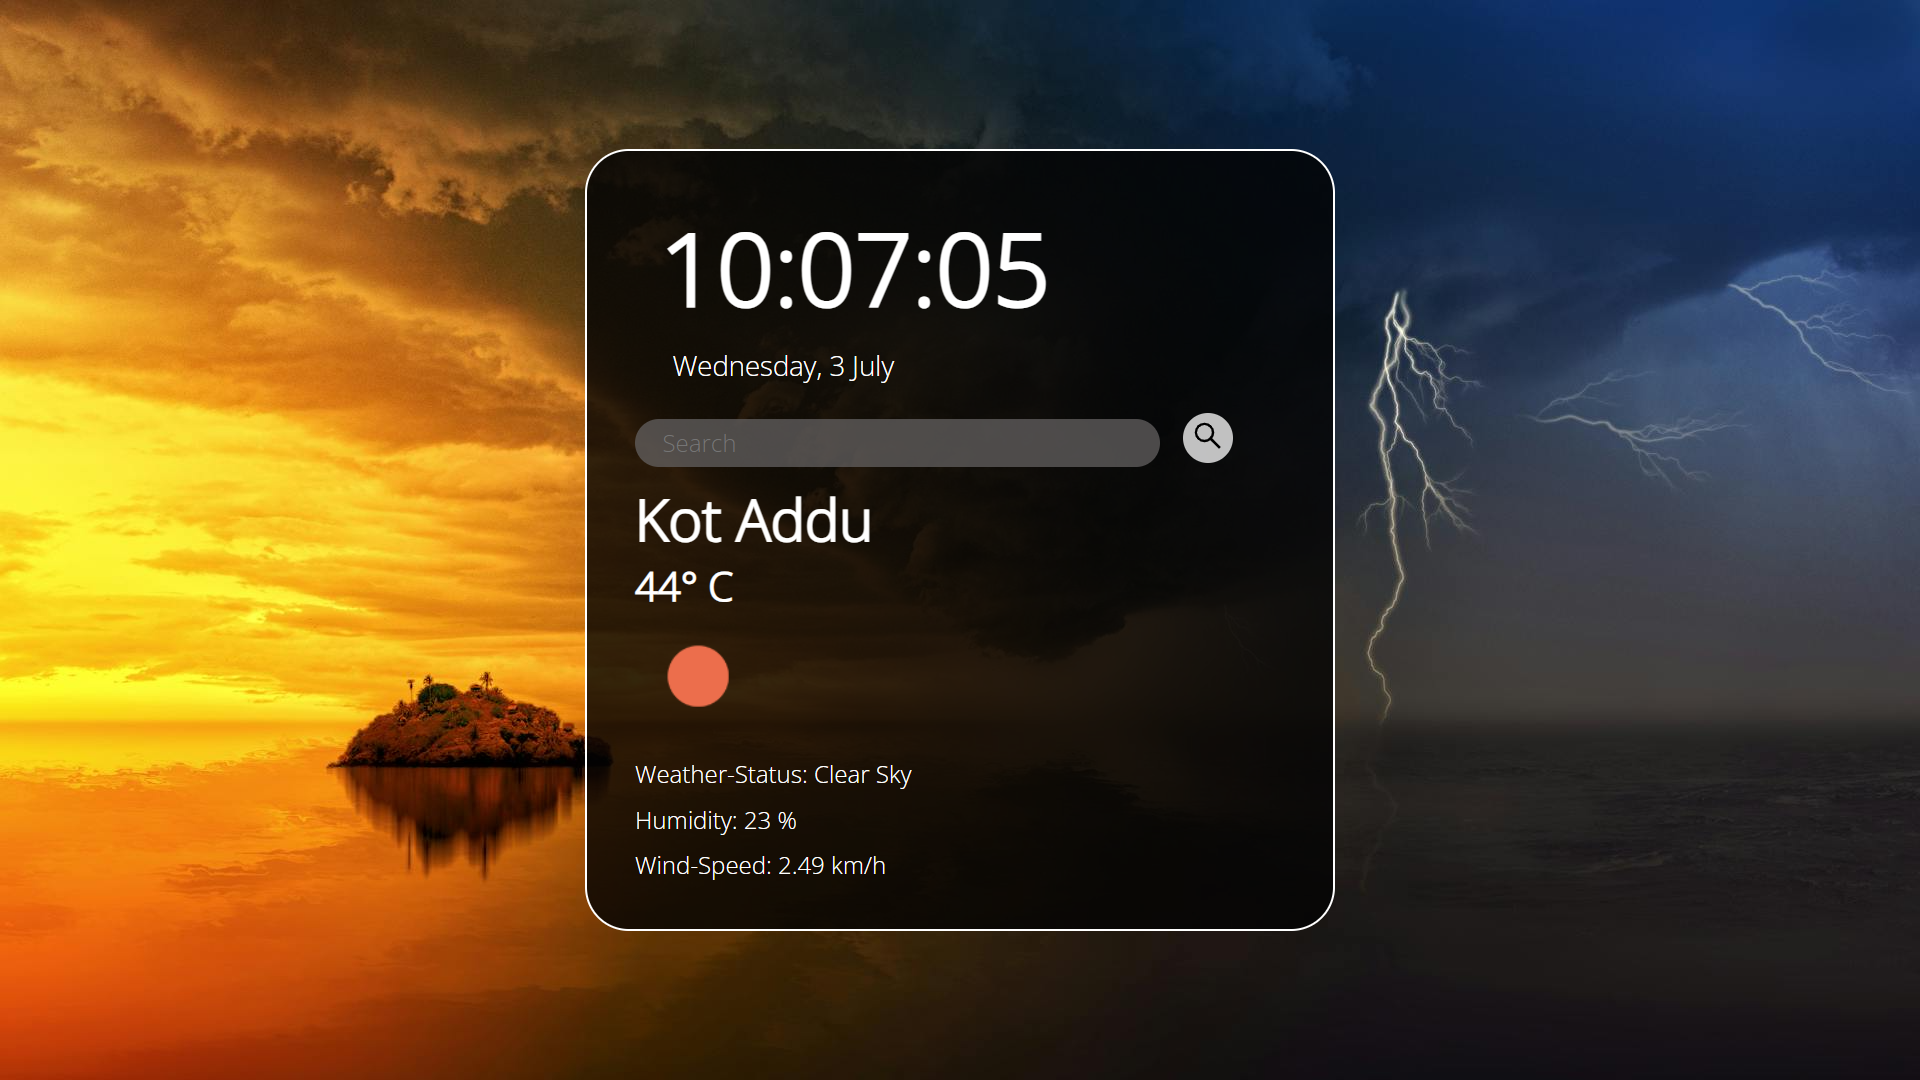 10:07:05
Wednesday, 3 July
Search
Kot Addu
44° C
Weather-Status: Clear Sky
Humidity: 23 %
Wind-Speed: 2.49 km/h